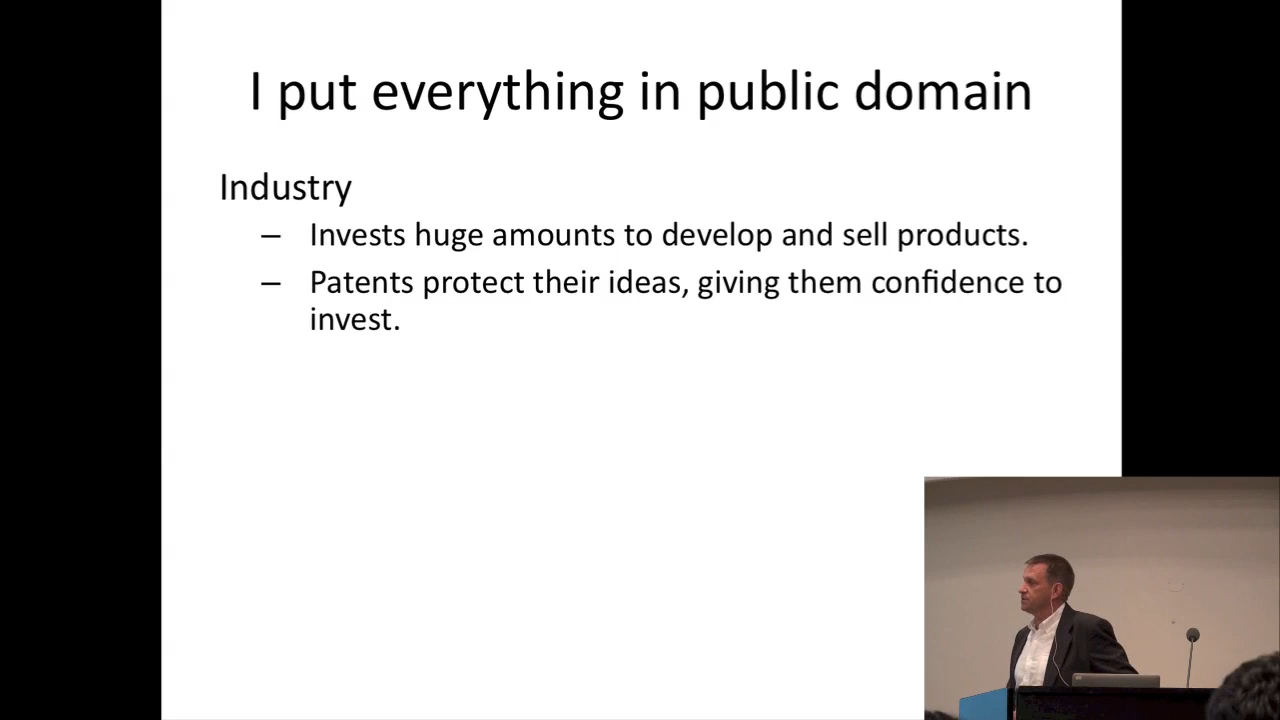 I put everything in public domain
Industry
– Invests huge amounts to develop and sell products.
– Patents protect their ideas, giving them confidence to
invest.